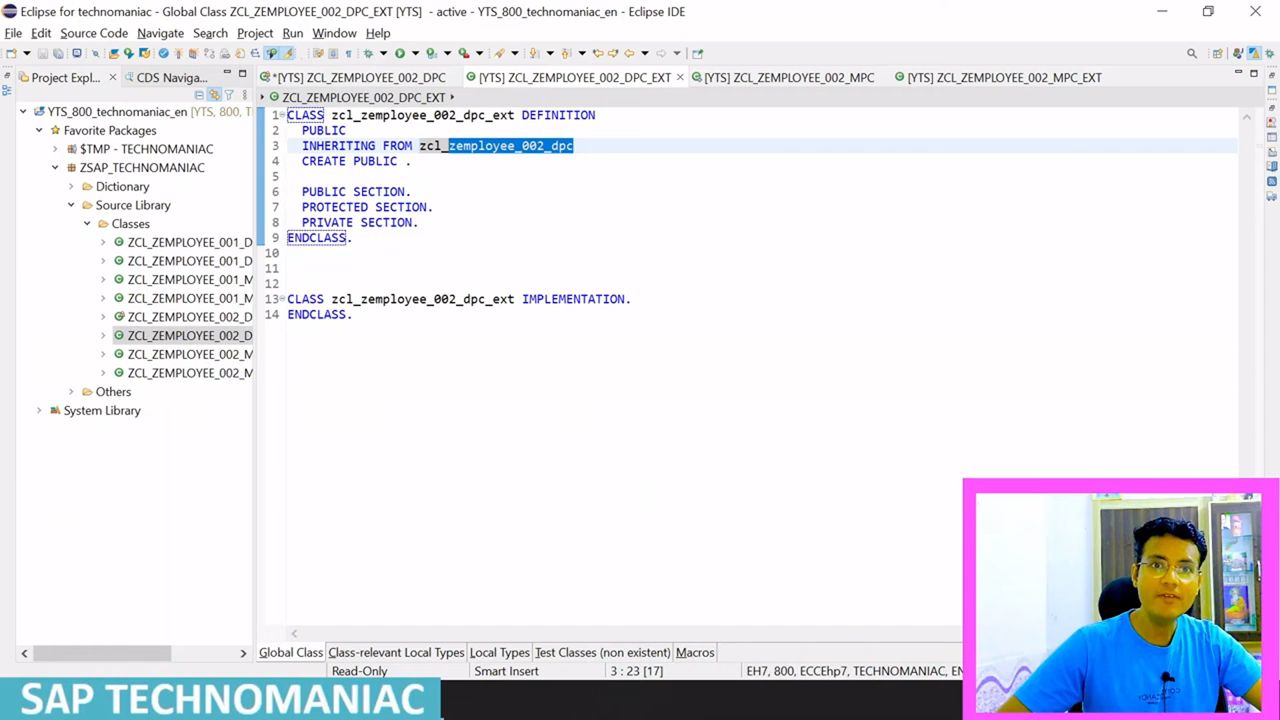 Eclipse for technomaniac - Global Class ZCL_ZEMPLOYEE_002_DPC_EXT [YTS] - active - YTS_800_technomaniac_en - Eclipse IDE
File Edit Source Code Navigate Search Project Run Window Help
Project Expl... CDS Naviga... *[YTS] ZCL_ZEMPLOYEE_002_DPC [YTS] ZCL_ZEMPLOYEE_002_DPC_EXT [YTS] ZCL_ZEMPLOYEE_002_MPC [YTS] ZCL_ZEMPLOYEE_002_MPC_EXT
ZCL_ZEMPLOYEE_002_DPC_EXT
YTS_800_technomaniac_en [YTS, 800, T
Favorite Packages
$TMP - TECHNOMANIAC
ZSAP_TECHNOMANIAC
Dictionary
Source Library
Classes
ZCL_ZEMPLOYEE_001_D
ZCL_ZEMPLOYEE_001_D
ZCL_ZEMPLOYEE_001_M
ZCL_ZEMPLOYEE_001_M
ZCL_ZEMPLOYEE_002_D
ZCL_ZEMPLOYEE_002_D
ZCL_ZEMPLOYEE_002_M
ZCL_ZEMPLOYEE_002_M
Others
System Library
1 CLASS zcl_zemployee_002_dpc_ext DEFINITION
2 PUBLIC
3 INHERITING FROM zcl_zemployee_002_dpc
4 CREATE PUBLIC .
5
6 PUBLIC SECTION.
7 PROTECTED SECTION.
8 PRIVATE SECTION.
9 ENDCLASS.
10
11
12
13 CLASS zcl_zemployee_002_dpc_ext IMPLEMENTATION.
14 ENDCLASS.
Global Class Class-relevant Local Types Local Types Test Classes (non existent) Macros
Read-Only Smart Insert 3 : 23 [17] EH7, 800, ECCEhp7, TECHNOMANIAC, EN
SAP TECHNOMANIAC